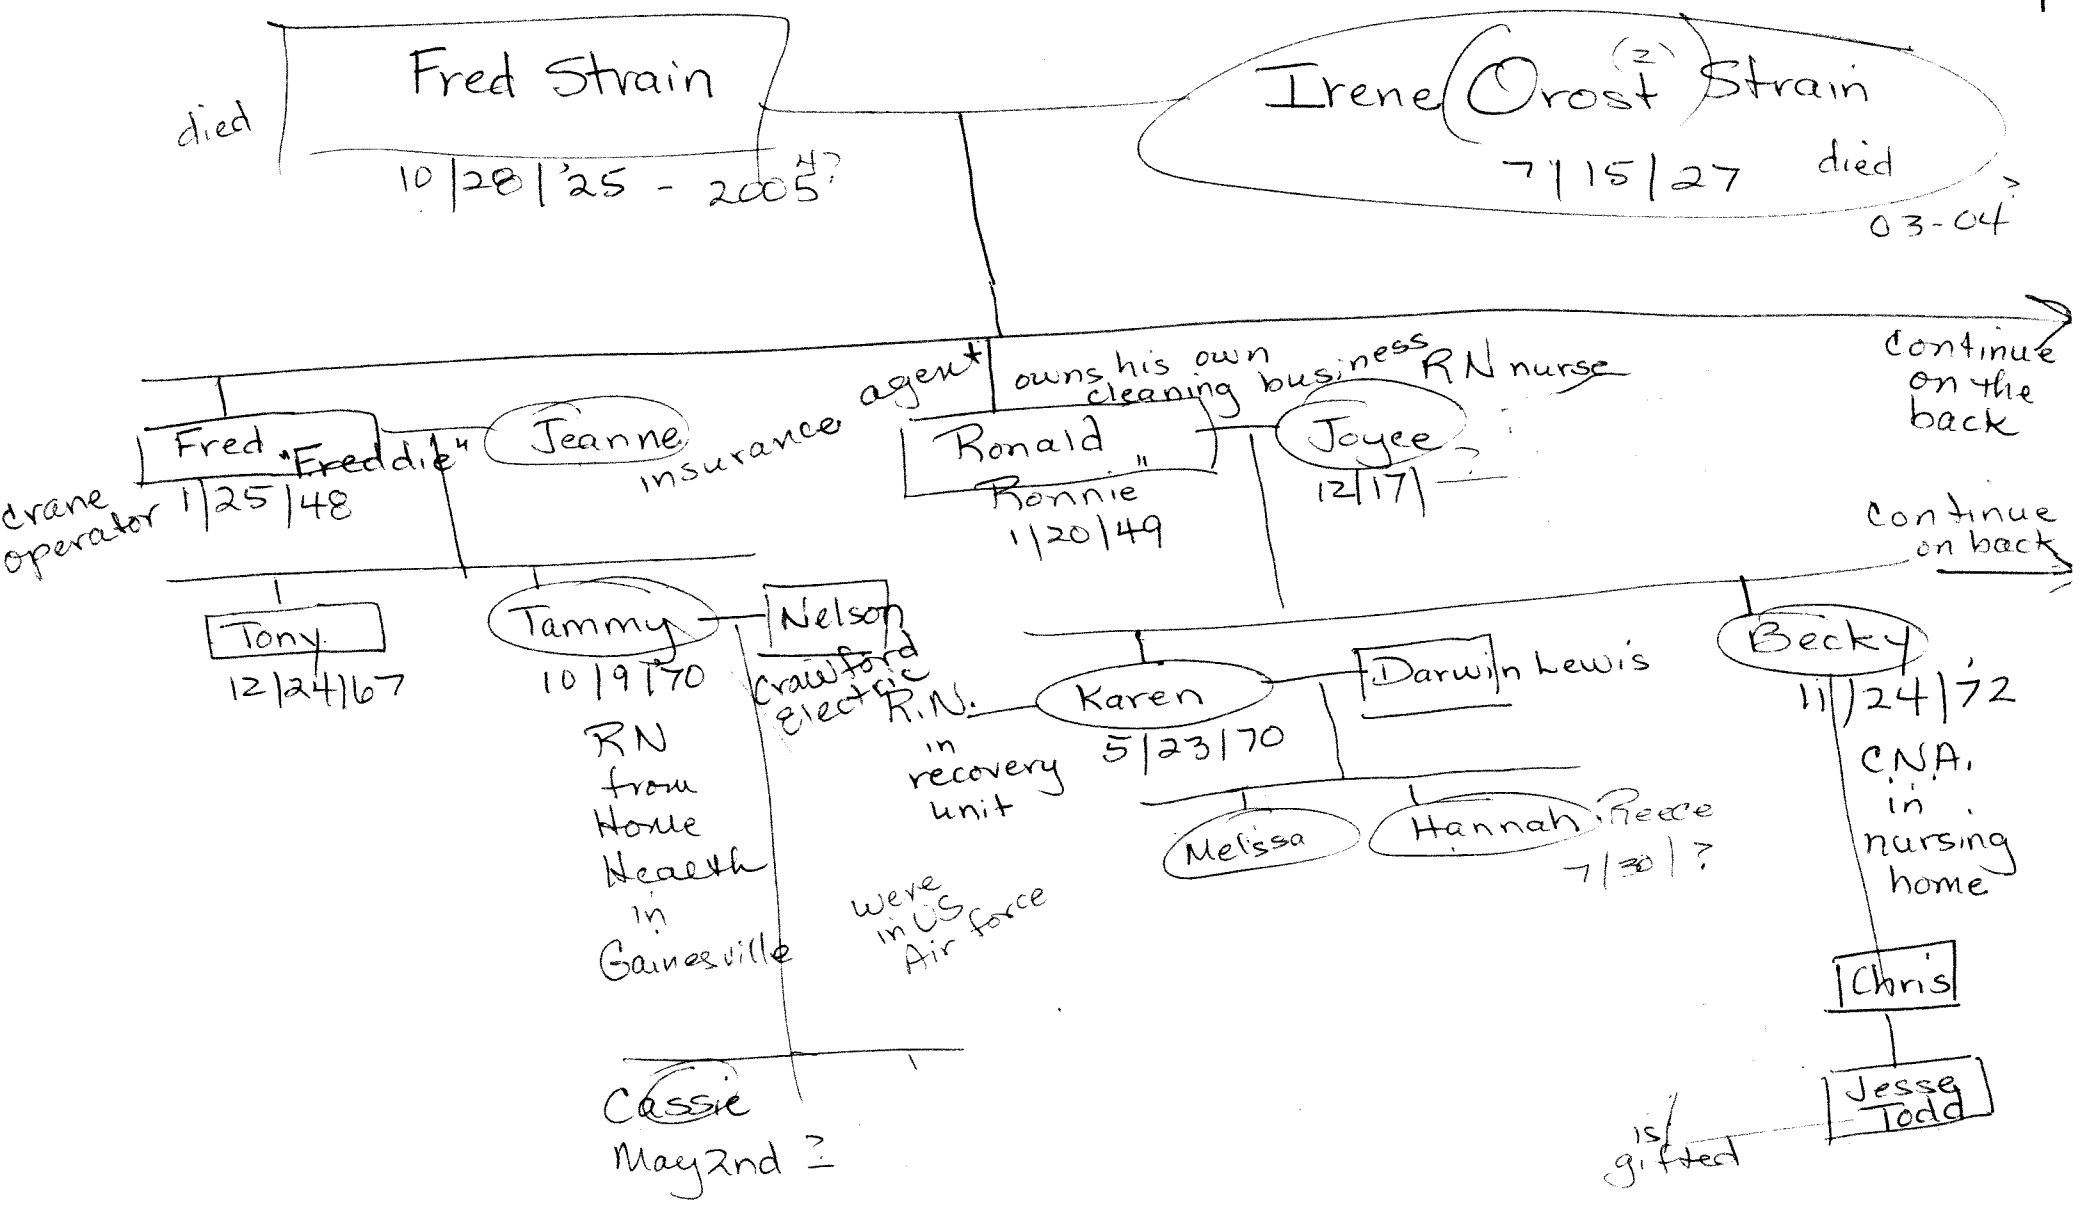 died
Fred Strain
10/28/'25 - 2005 4?
Irene (Orost (2)) Strain
7/15/27 died
03-04?
continue
on the
back
Fred "Freddie"
1/25/48
crane
operator
Jeanne
insurance agent
owns his own
cleaning business
Ronald
Ronnie"
1/20/49
RN nurse
Joyce
12/17/ ?
continue
on back
Tony
12/24/67
Tammy
10/9/70
RN
from
Home
Health
in
Gainesville
Nelson
Crawford
Electric
R.N.
in
recovery
unit
Karen
5/23/70
Darwin Lewis
Becky
11/24/'72
C.N.A.
in
nursing
home
Melissa
Hannah Reece
7/30/?
were
in US
Air force
Chris
Jesse
Todd
is
gifted
Cassie
May 2nd ?